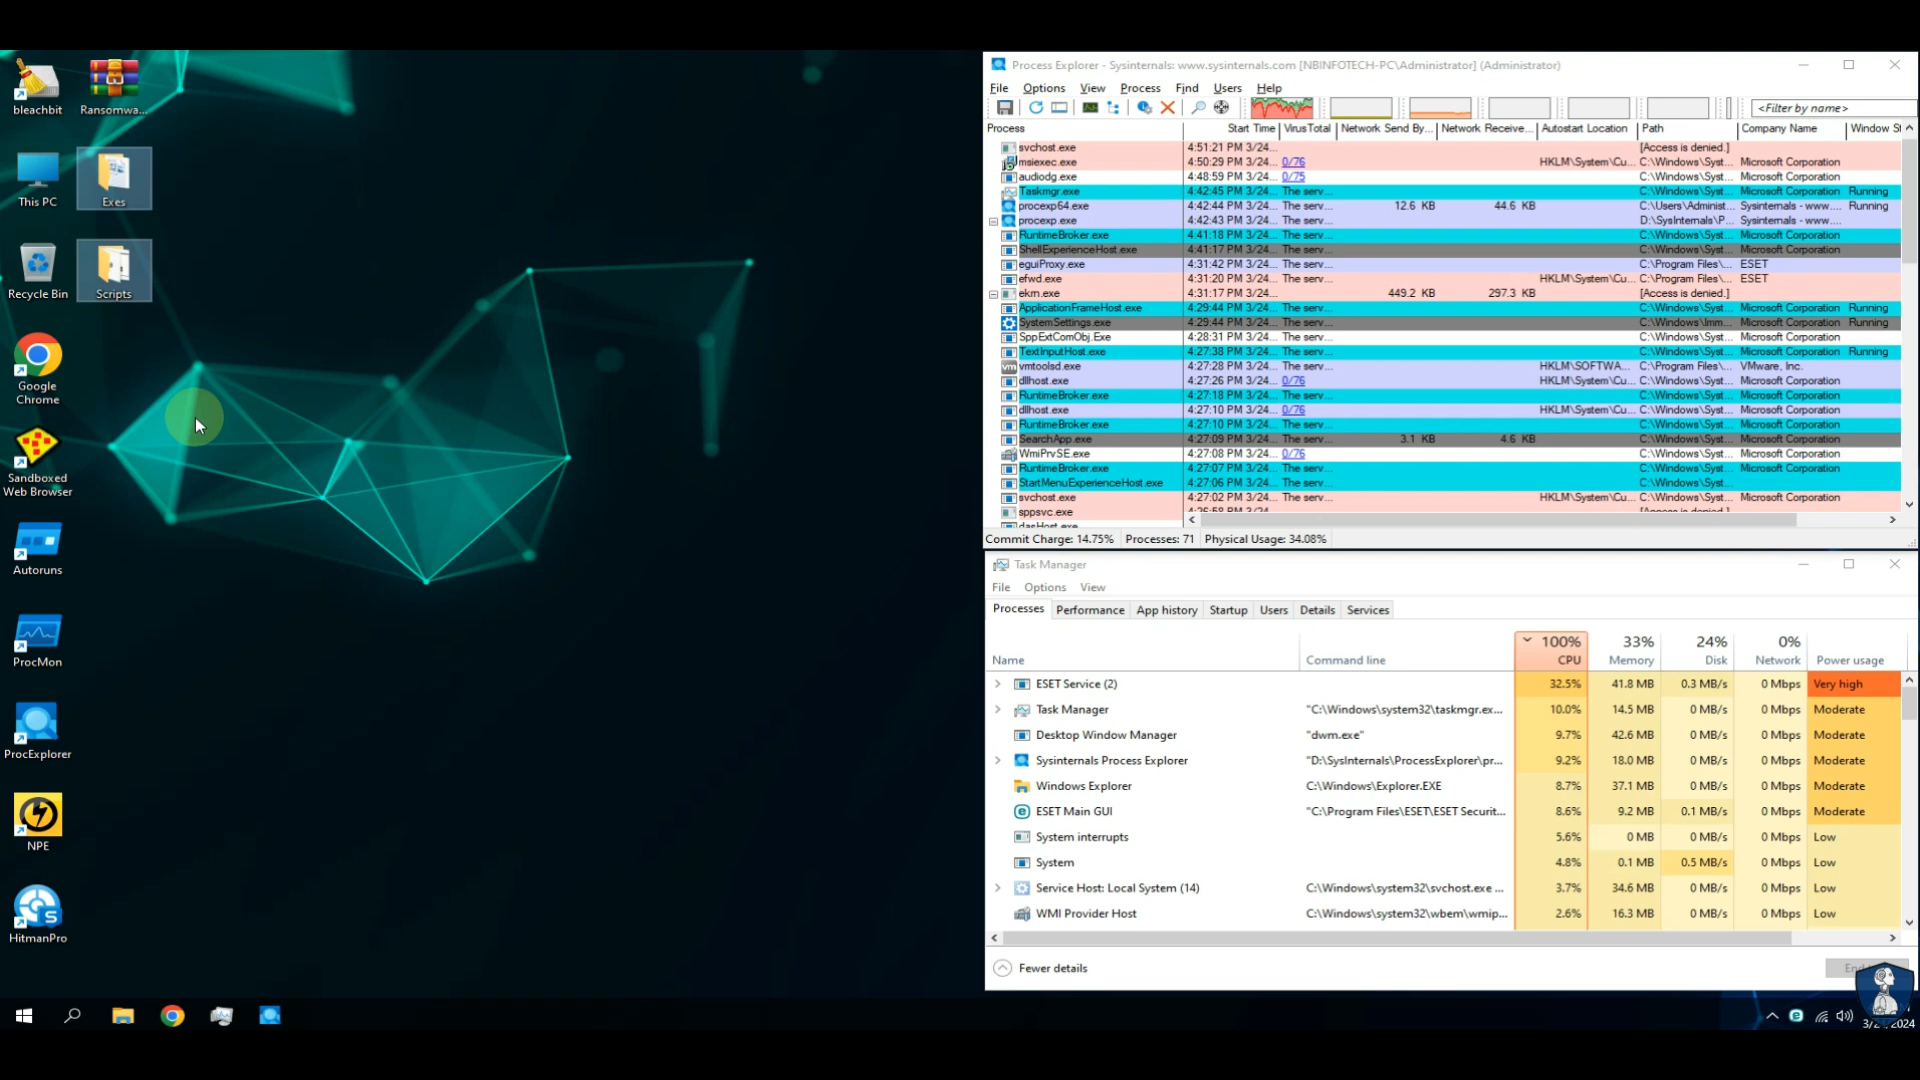 bleachbit
Ransomwa...
This PC
Exes
Recycle Bin
Scripts
Google
Chrome
Sandboxed
Web Browser
Autoruns
ProcMon
ProcExplorer
NPE
HitmanPro
Process Explorer - Sysinternals: www.sysinternals.com [NBINFOTECH-PC\Administrator] (Administrator)
File Options View Process Find Users Help
<Filter by name>
Process Start Time VirusTotal Network Send By... Network Receive... Autostart Location Path Company Name Window St
svchost.exe 4:51:21 PM 3/24... [Access is denied.]
msiexec.exe 4:50:29 PM 3/24... 0/76 HKLM\System\Cu... C:\Windows\Syst... Microsoft Corporation
audiodg.exe 4:48:59 PM 3/24... 0/75 C:\Windows\Syst... Microsoft Corporation
Taskmgr.exe 4:42:45 PM 3/24... The serv... C:\Windows\Syst... Microsoft Corporation Running
procexp64.exe 4:42:44 PM 3/24... The serv... 12.6 KB 44.6 KB C:\Users\Administ... Sysinternals - www.... Running
procexp.exe 4:42:43 PM 3/24... The serv... D:\SysInternals\P... Sysinternals - www....
RuntimeBroker.exe 4:41:18 PM 3/24... The serv... C:\Windows\Syst... Microsoft Corporation
ShellExperienceHost.exe 4:41:17 PM 3/24... The serv... C:\Windows\Syst... Microsoft Corporation
eguiProxy.exe 4:31:42 PM 3/24... The serv... C:\Program Files\... ESET
efwd.exe 4:31:20 PM 3/24... The serv... HKLM\System\Cu... C:\Program Files\... ESET
ekrn.exe 4:31:17 PM 3/24... 449.2 KB 297.3 KB [Access is denied.]
ApplicationFrameHost.exe 4:29:44 PM 3/24... The serv... C:\Windows\Syst... Microsoft Corporation Running
SystemSettings.exe 4:29:44 PM 3/24... The serv... C:\Windows\Imm... Microsoft Corporation Running
SppExtComObj.Exe 4:28:31 PM 3/24... The serv... C:\Windows\Syst... Microsoft Corporation
TextInputHost.exe 4:27:38 PM 3/24... The serv... C:\Windows\Syst... Microsoft Corporation Running
vmtoolsd.exe 4:27:28 PM 3/24... The serv... HKLM\SOFTWA... C:\Program Files\... VMware, Inc.
dllhost.exe 4:27:26 PM 3/24... 0/76 HKLM\System\Cu... C:\Windows\Syst... Microsoft Corporation
RuntimeBroker.exe 4:27:18 PM 3/24... The serv... C:\Windows\Syst... Microsoft Corporation
dllhost.exe 4:27:10 PM 3/24... 0/76 HKLM\System\Cu... C:\Windows\Syst... Microsoft Corporation
RuntimeBroker.exe 4:27:10 PM 3/24... The serv... C:\Windows\Syst... Microsoft Corporation
SearchApp.exe 4:27:09 PM 3/24... The serv... 3.1 KB 4.6 KB C:\Windows\Syst... Microsoft Corporation
WmiPrvSE.exe 4:27:08 PM 3/24... 0/76 C:\Windows\Syst... Microsoft Corporation
RuntimeBroker.exe 4:27:07 PM 3/24... The serv... C:\Windows\Syst... Microsoft Corporation
StartMenuExperienceHost.exe 4:27:06 PM 3/24... The serv... C:\Windows\Syst... Microsoft Corporation
svchost.exe 4:27:02 PM 3/24... The serv... HKLM\System\Cu... C:\Windows\Syst... Microsoft Corporation
sppsvc.exe 4:26:58 PM 3/24... [Access is denied.]
dasHost.exe
Commit Charge: 14.75% Processes: 71 Physical Usage: 34.08%
Task Manager
File Options View
Processes Performance App history Startup Users Details Services
100% 33% 24% 0%
Name Command line CPU Memory Disk Network Power usage
ESET Service (2) 32.5% 41.8 MB 0.3 MB/s 0 Mbps Very high
Task Manager "C:\Windows\system32\taskmgr.ex... 10.0% 14.5 MB 0 MB/s 0 Mbps Moderate
Desktop Window Manager "dwm.exe" 9.7% 42.6 MB 0 MB/s 0 Mbps Moderate
Sysinternals Process Explorer "D:\SysInternals\ProcessExplorer\pr... 9.2% 18.0 MB 0 MB/s 0 Mbps Moderate
Windows Explorer C:\Windows\Explorer.EXE 8.7% 37.1 MB 0 MB/s 0 Mbps Moderate
ESET Main GUI "C:\Program Files\ESET\ESET Securit... 8.6% 9.2 MB 0.1 MB/s 0 Mbps Moderate
System interrupts 5.6% 0 MB 0 MB/s 0 Mbps Low
System 4.8% 0.1 MB 0.5 MB/s 0 Mbps Low
Service Host: Local System (14) C:\Windows\system32\svchost.exe ... 3.7% 34.6 MB 0 MB/s 0 Mbps Low
WMI Provider Host C:\Windows\system32\wbem\wmip... 2.6% 16.3 MB 0 MB/s 0 Mbps Low
Fewer details